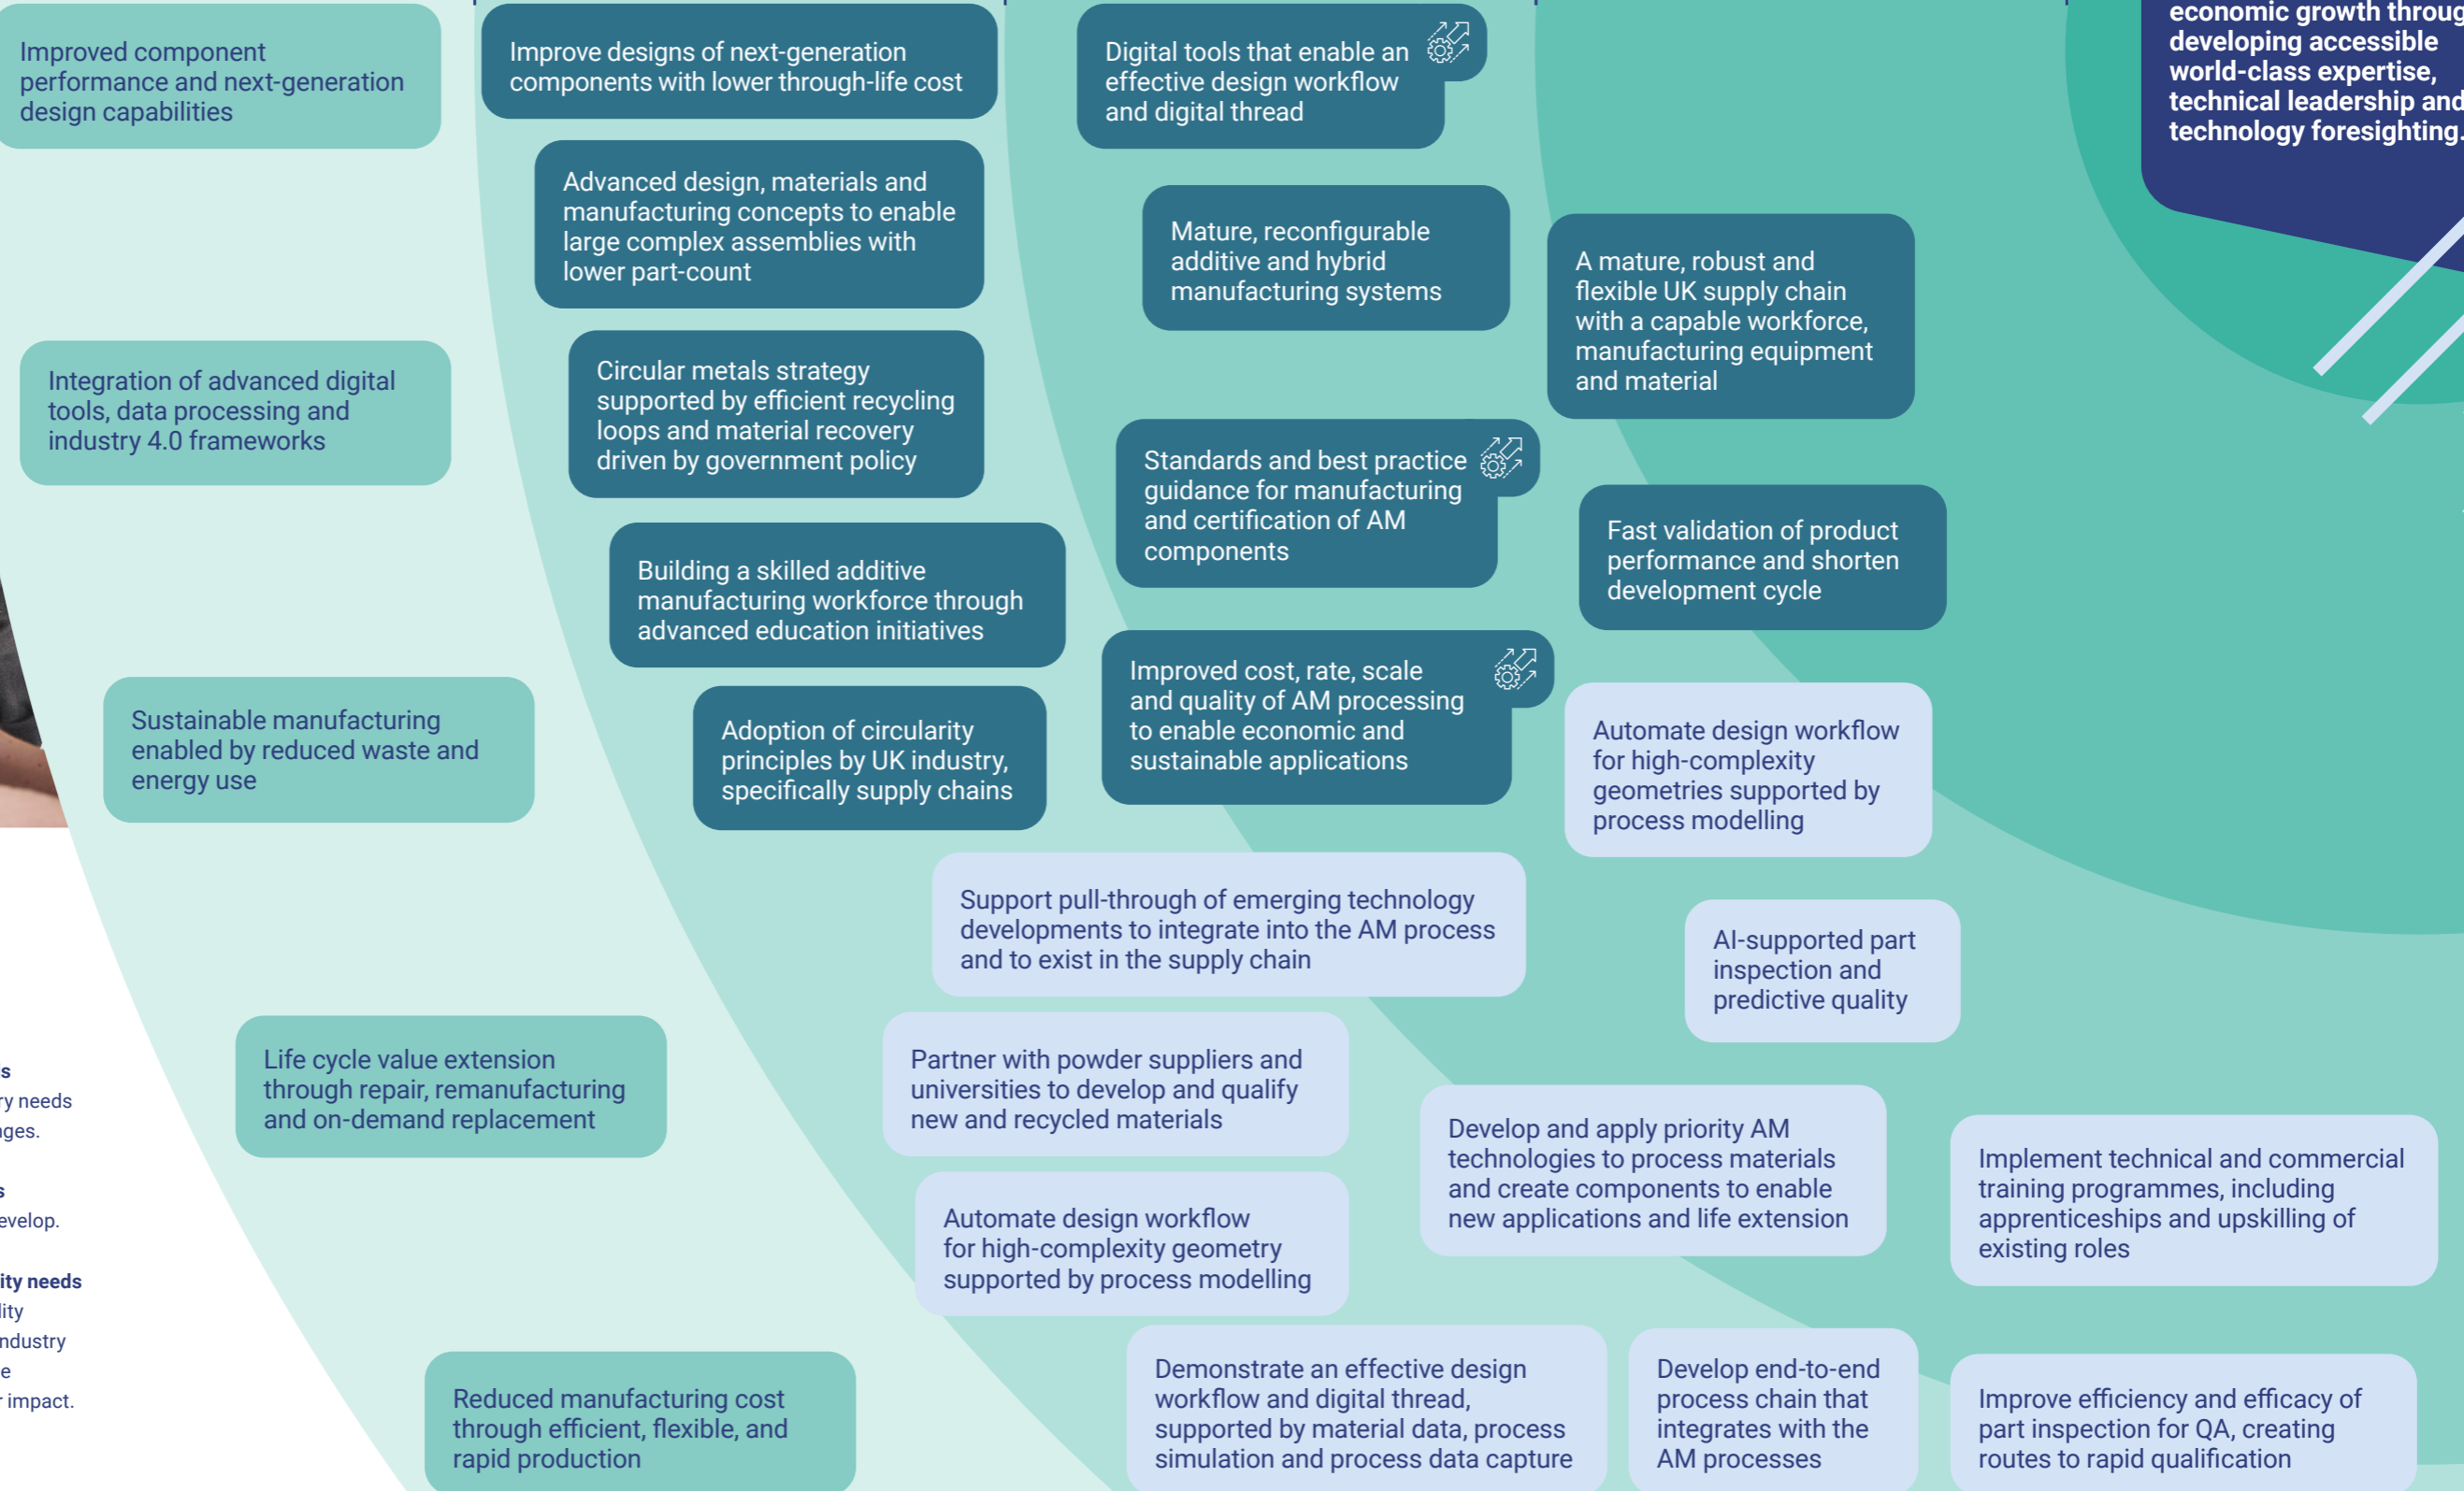 Improved component
performance and next-generation
design capabilities
Improve designs of next-generation
components with lower through-life cost
Digital tools that enable an
effective design workflow
and digital thread
developing accessible
world-class expertise,
technical leadership and
technology foresighting.
economic growth
Advanced design, materials and
manufacturing concepts to enable
large complex assemblies with
lower part-count
Mature, reconfigurable
additive and hybrid
manufacturing systems
A mature, robust and
flexible UK supply chain
with a capable workforce,
manufacturing equipment
and material
Integration of advanced digital
tools, data processing and
industry 4.0 frameworks
Circular metals strategy
supported by efficient recycling
loops and material recovery
driven by government policy
Standards and best practice
guidance for manufacturing
and certification of AM
components
Fast validation of product
performance and shorten
development cycle
Building a skilled additive
manufacturing workforce through
advanced education initiatives
Improved cost, rate, scale
and quality of AM processing
to enable economic and
sustainable applications
Sustainable manufacturing
enabled by reduced waste and
energy use
Adoption of circularity
principles by UK industry,
specifically supply chains
Automate design workflow
for high-complexity
geometries supported by
process modelling
Support pull-through of emerging technology
developments to integrate into the AM process
and to exist in the supply chain
AI-supported part
inspection and
predictive quality
Life cycle value extension
through repair, remanufacturing
and on-demand replacement
Partner with powder suppliers and
universities to develop and qualify
new and recycled materials
Develop and apply priority AM
technologies to process materials
and create components to enable
new applications and life extension
Implement technical and commercial
training programmes, including
apprenticeships and upskilling of
existing roles
Automate design workflow
for high-complexity geometry
supported by process modelling
Reduced manufacturing cost
through efficient, flexible, and
rapid production
Demonstrate an effective design
workflow and digital thread,
supported by material data, process
simulation and process data capture
Develop end-to-end
process chain that
integrates with the
AM processes
Improve efficiency and efficacy of
part inspection for QA, creating
routes to rapid qualification
needs
needs
impact.